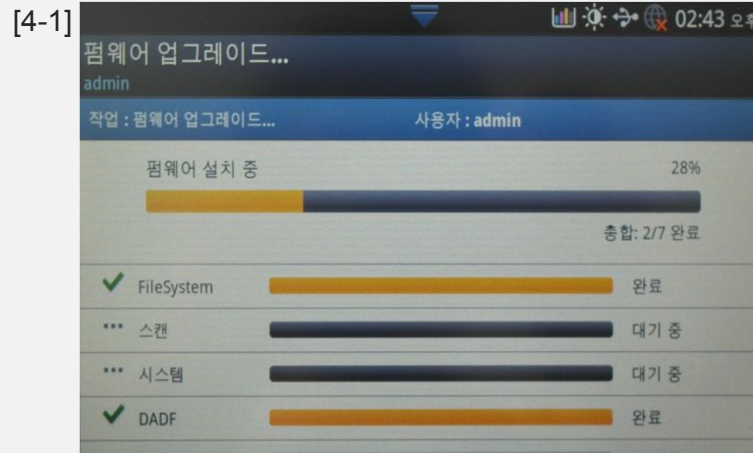 [4-1]
02:43 오후
펌웨어 업그레이드...
admin
작업 : 펌웨어 업그레이드... 사용자 : admin
펌웨어 설치 중 28%
총합: 2/7 완료
FileSystem 완료
스캔 대기 중
시스템 대기 중
DADF 완료